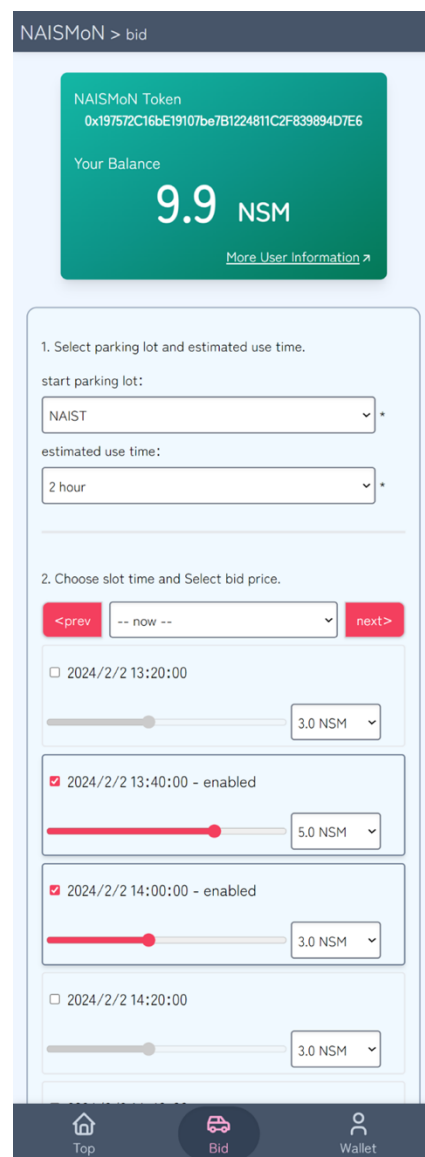 NAISMoN > bid
NAISMoN Token
0x197572C16bE19107be7B1224811C2F839894D7E6
Your Balance
9.9 NSM
More User Information
1. Select parking lot and estimated use time.
start parking lot:
NAIST *
estimated use time:
2 hour *
2. Choose slot time and Select bid price.
<prev -- now -- next>
2024/2/2 13:20:00
3.0 NSM
2024/2/2 13:40:00 - enabled
5.0 NSM
2024/2/2 14:00:00 - enabled
3.0 NSM
2024/2/2 14:20:00
3.0 NSM
Top Bid Wallet